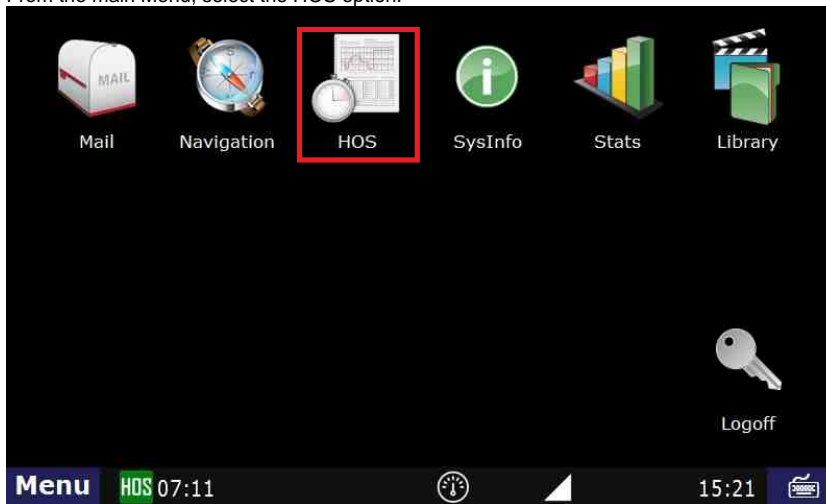 From the main Menu, select the HOS option.
MAIL
Mail Navigation HOS SysInfo Stats Library
Logoff
Menu HOS 07:11 15:21